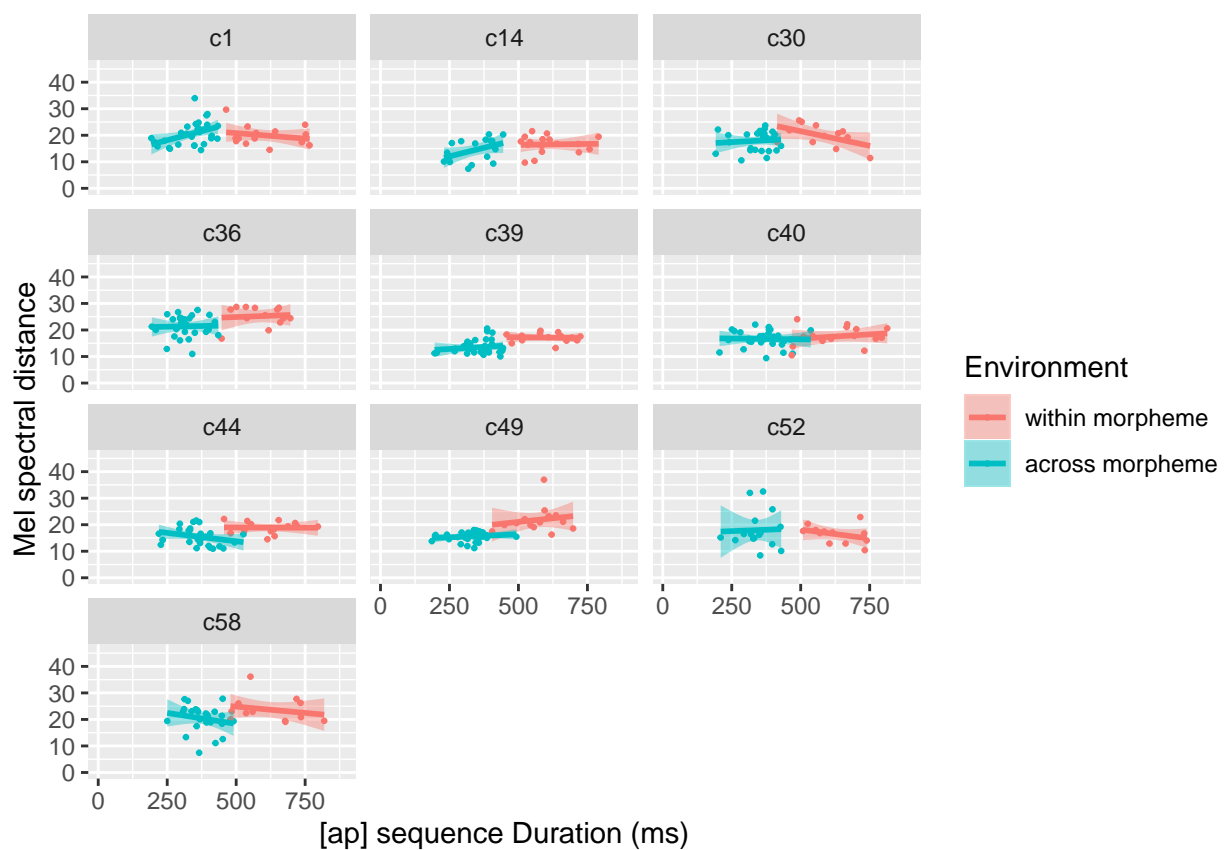 c1 c14 c30
40
30
20
10
0
c36 c39 c40
40
30
20
10
0
Mel spectral distance
c44 c49 c52
40
30
20
10
0
0 250 500 750 0 250 500 750
c58
40
30
20
10
0
0 250 500 750
[ap] sequence Duration (ms)
Environment
within morpheme
across morpheme